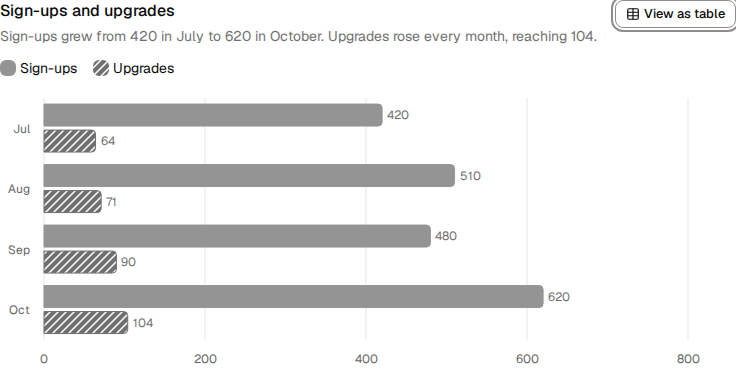 Sign-ups and upgrades
View as table
Sign-ups grew from 420 in July to 620 in October. Upgrades rose every month, reaching 104.
Sign-ups Upgrades
Jul 420
64
Aug 510
71
Sep 480
90
Oct 620
104
0 200 400 600 800